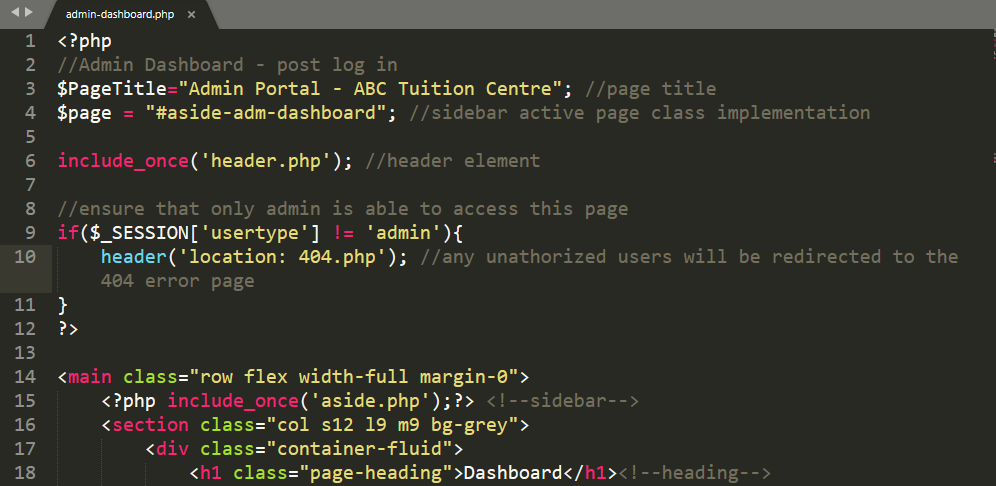 admin-dashboard.php ×
1 <?php
2 //Admin Dashboard - post log in
3 $PageTitle="Admin Portal - ABC Tuition Centre"; //page title
4 $page = "#aside-adm-dashboard"; //sidebar active page class implementation
5
6 include_once('header.php'); //header element
7
8 //ensure that only admin is able to access this page
9 if($_SESSION['usertype'] != 'admin'){
10 header('location: 404.php'); //any unathorized users will be redirected to the
404 error page
11 }
12 ?>
13
14 <main class="row flex width-full margin-0">
15 <?php include_once('aside.php');?> <!--sidebar-->
16 <section class="col s12 l9 m9 bg-grey">
17 <div class="container-fluid">
18 <h1 class="page-heading">Dashboard</h1><!--heading-->